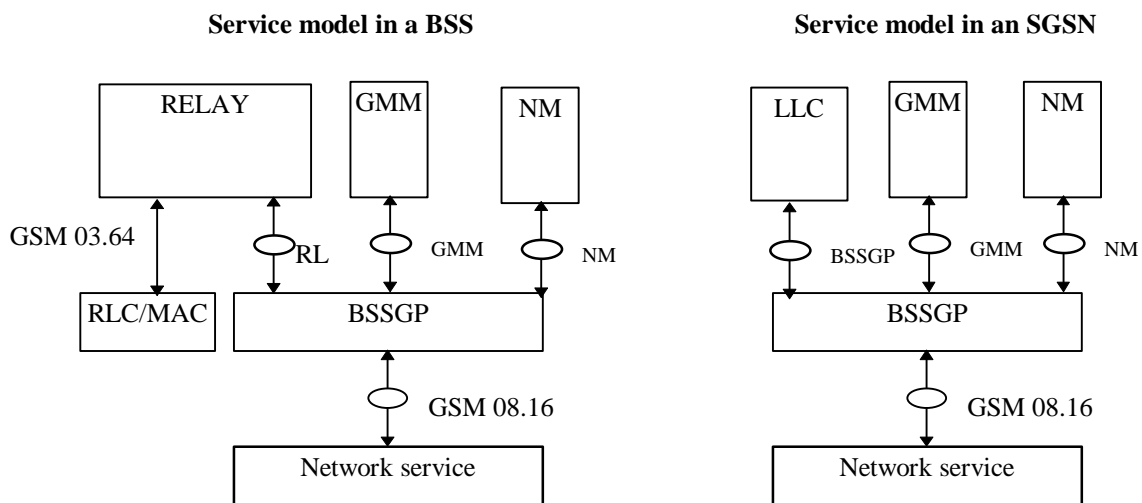 Service model in a BSS
Service model in an SGSN
RELAY
GMM
NM
LLC
GMM
NM
GSM 03.64
RL
GMM
NM
BSSGP
GMM
NM
RLC/MAC
BSSGP
BSSGP
GSM 08.16
GSM 08.16
Network service
Network service